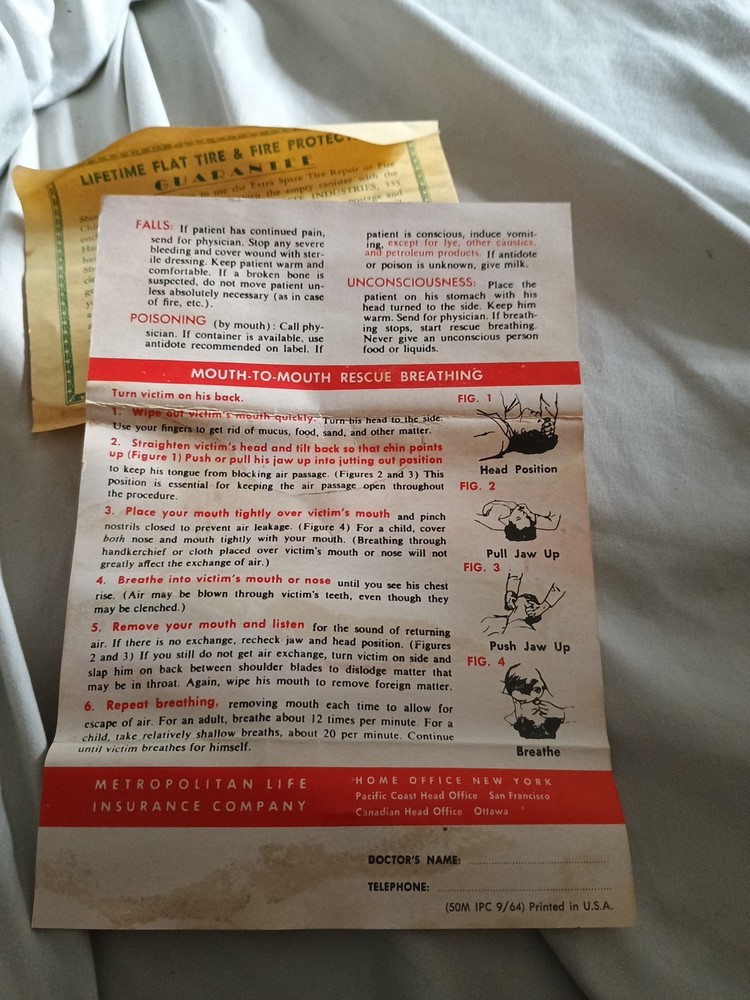 LIFETIME FLAT TIRE & FIRE
GUARANTEE
to use the Extra Spare Tire Repair or Fire
the empty canister with the
INDUSTRIES, 555
FALLS: If patient has continued pain,
send for physician. Stop any severe
bleeding and cover wound with ster-
ile dressing. Keep patient warm and
comfortable. If a broken bone is
suspected, do not move patient un-
less absolutely necessary (as in case
of fire, etc.).
POISONING (by mouth): Call phy-
sician. If container is available, use
antidote recommended on label. If
patient is conscious, induce vomit-
ing, except for lye, other caustics,
and petroleum products. If antidote
or poison is unknown, give milk.
UNCONSCIOUSNESS: Place the
patient on his stomach with his
head turned to the side. Keep him
warm. Send for physician. If breath-
ing stops, start rescue breathing.
Never give an unconscious person
food or liquids.
MOUTH-TO-MOUTH RESCUE BREATHING
Turn victim on his back.
1. Wipe out victim's mouth quickly. Turn his head to the side.
Use your fingers to get rid of mucus, food, sand, and other matter.
2. Straighten victim's head and tilt back so that chin points
up (Figure 1) Push or pull his jaw up into jutting out position
to keep his tongue from blocking air passage. (Figures 2 and 3) This
position is essential for keeping the air passage open throughout
the procedure.
3. Place your mouth tightly over victim's mouth and pinch
nostrils closed to prevent air leakage. (Figure 4) For a child, cover
both nose and mouth tightly with your mouth. (Breathing through
handkerchief or cloth placed over victim's mouth or nose will not
greatly affect the exchange of air.)
4. Breathe into victim's mouth or nose until you see his chest
rise. (Air may be blown through victim's teeth, even though they
may be clenched.)
5. Remove your mouth and listen for the sound of returning
air. If there is no exchange, recheck jaw and head position. (Figures
2 and 3) If you still do not get air exchange, turn victim on side and
slap him on back between shoulder blades to dislodge matter that
may be in throat. Again, wipe his mouth to remove foreign matter.
6. Repeat breathing, removing mouth each time to allow for
escape of air. For an adult, breathe about 12 times per minute. For a
child, take relatively shallow breaths, about 20 per minute. Continue
until victim breathes for himself.
FIG. 1
Head Position
FIG. 2
Pull Jaw Up
FIG. 3
Push Jaw Up
FIG. 4
Breathe
METROPOLITAN LIFE
INSURANCE COMPANY
HOME OFFICE NEW YORK
Pacific Coast Head Office San Francisco
Canadian Head Office Ottawa
DOCTOR'S NAME:
TELEPHONE:
(50M IPC 9/64) Printed in U.S.A.